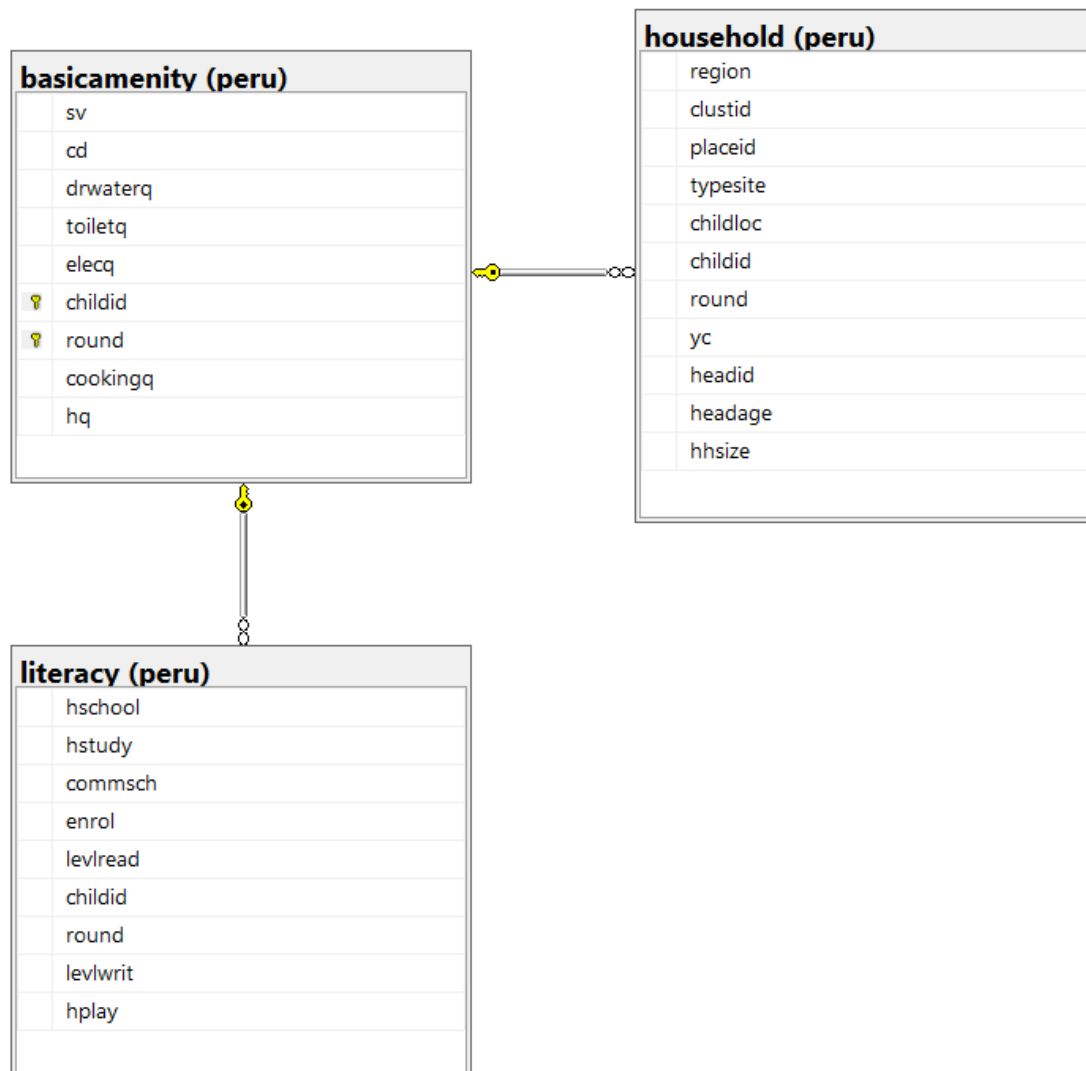 basicamenity (peru)
sv
cd
drwaterq
toiletq
elecq
childid
round
cookingq
hq
household (peru)
region
clustid
placeid
typesite
childloc
childid
round
yc
headid
headage
hhsize
literacy (peru)
hschool
hstudy
commsch
enrol
levlread
childid
round
levlwrit
hplay